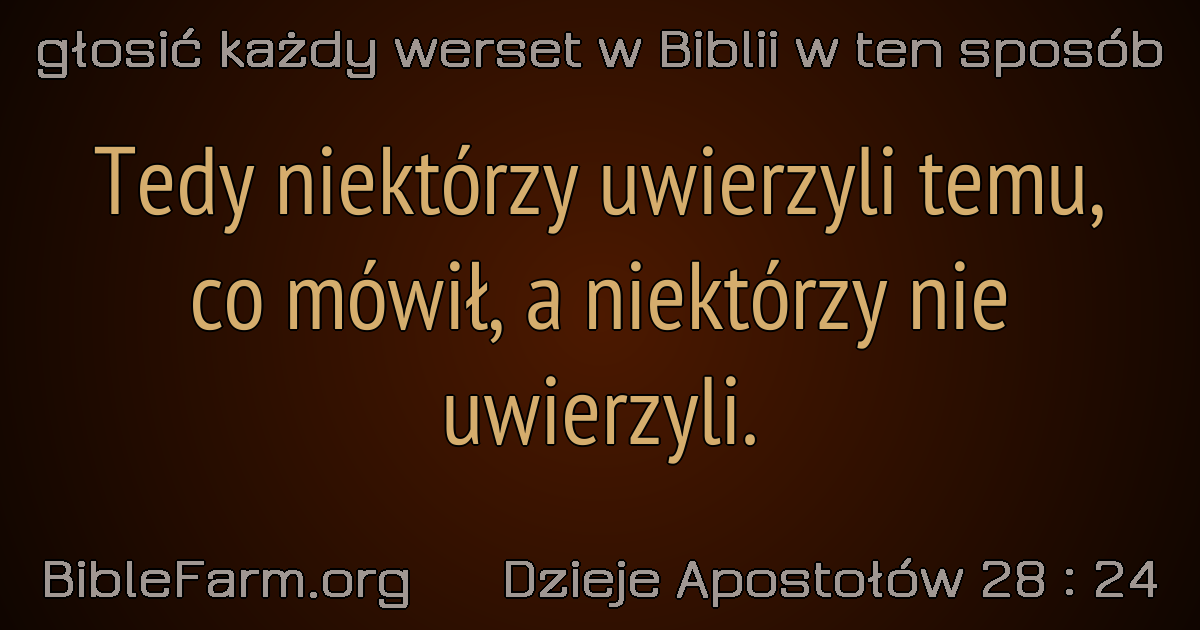 głosić każdy werset w Biblii w ten sposób
Tedy niektórzy uwierzyli temu,
co mówił, a niektórzy nie
uwierzyli.
BibleFarm.org Dzieje Apostołów 28 : 24